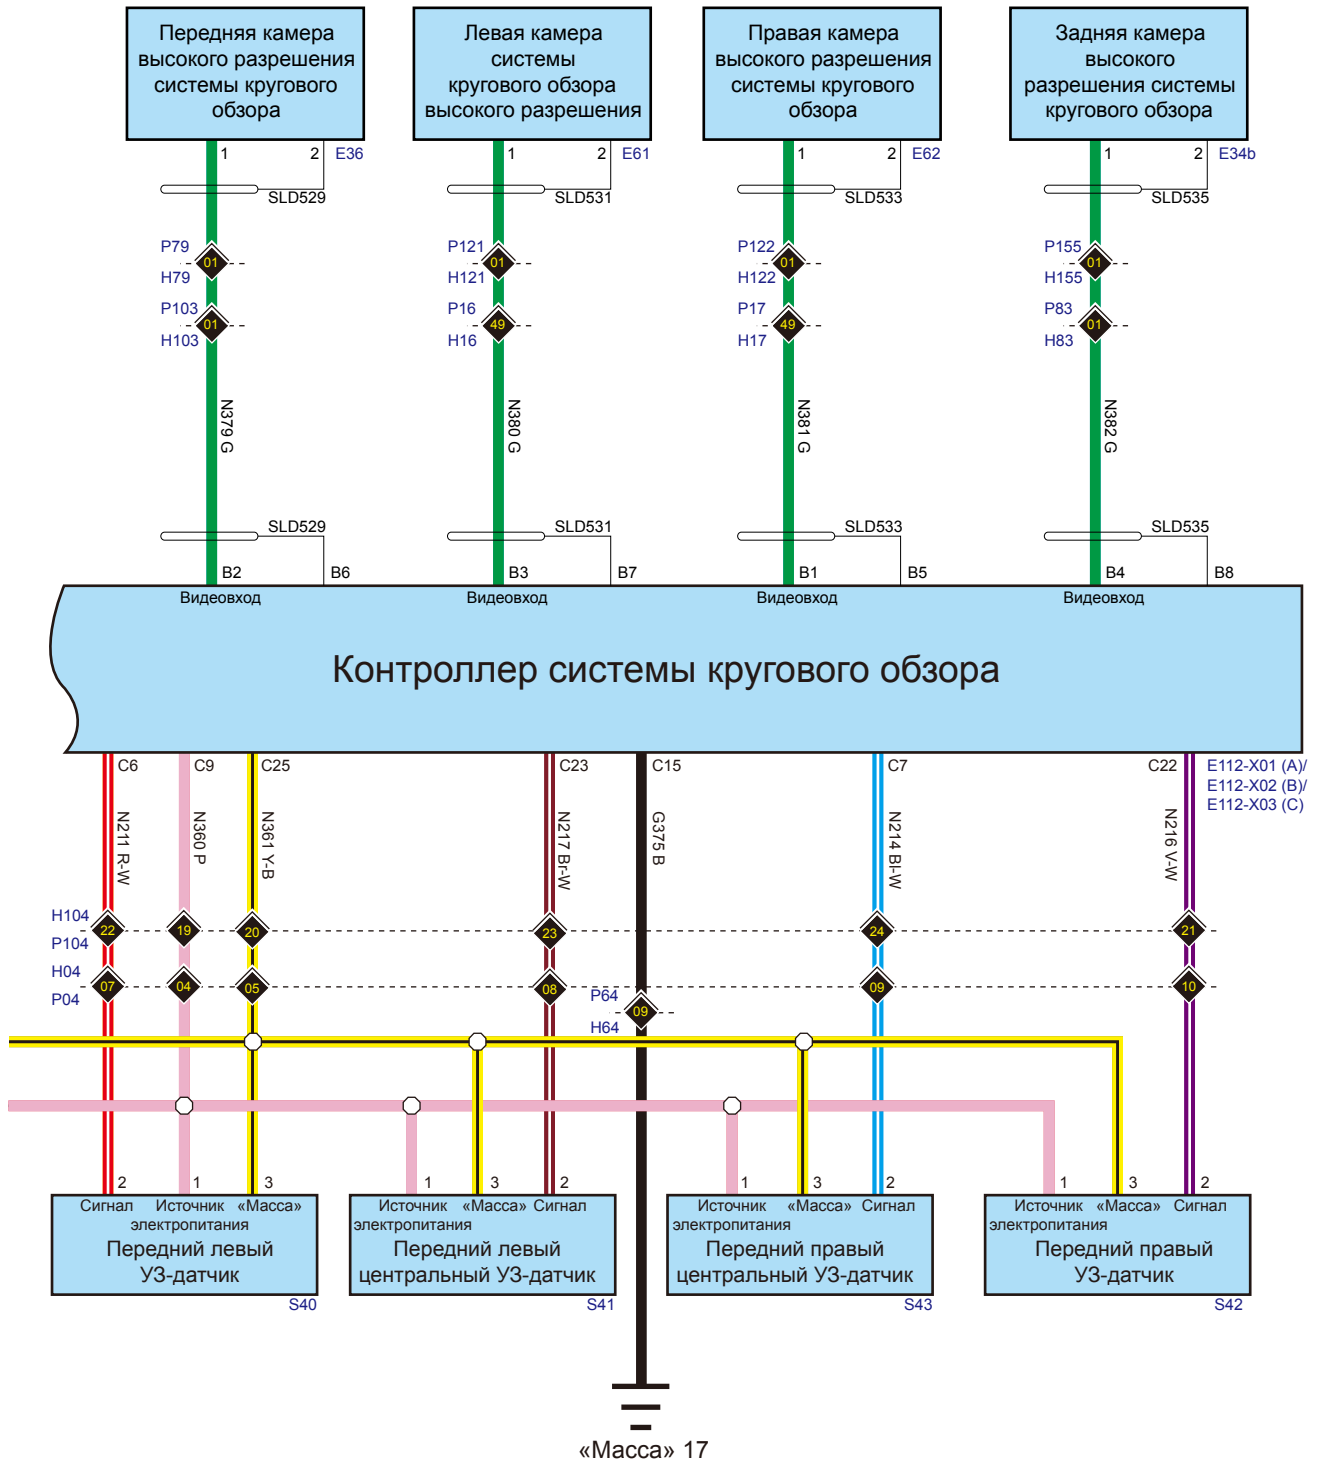 Передняя камера
высокого разрешения
системы кругового
обзора
Левая камера
системы
кругового обзора
высокого разрешения
Правая камера
высокого разрешения
системы кругового
обзора
Задняя камера
высокого
разрешения системы
кругового обзора
1 2 E36
1 2 E61
1 2 E62
1 2 E34b
SLD529
SLD531
SLD533
SLD535
P79
01
H79
P121
01
H121
P122
01
H122
P155
01
H155
P103
01
H103
P16
49
H16
P17
49
H17
P83
01
H83
N379 G
N380 G
N381 G
N382 G
SLD529
SLD531
SLD533
SLD535
B2 B6
B3 B7
B1 B5
B4 B8
Видеовход
Видеовход
Видеовход
Видеовход
Контроллер системы кругового обзора
C6 C9 C25 C23 C15 C7 C22
E112-X01 (A)/
E112-X02 (B)/
E112-X03 (C)
N211 R-W
N360 P
N361 Y-B
N217 Br-W
G375 B
N214 Bl-W
N216 V-W
H104
22 19 20 23 24 21
P104
H04
07 04 05 08 09 10
P04
P64
09
H64
2 1 3
1 3 2
1 3 2
1 3 2
Сигнал Источник «Масса»
электропитания
Передний левый
УЗ-датчик
S40
Источник «Масса» Сигнал
электропитания
Передний левый
центральный УЗ-датчик
S41
Источник «Масса» Сигнал
электропитания
Передний правый
центральный УЗ-датчик
S43
Источник «Масса» Сигнал
электропитания
Передний правый
УЗ-датчик
S42
«Масса» 17